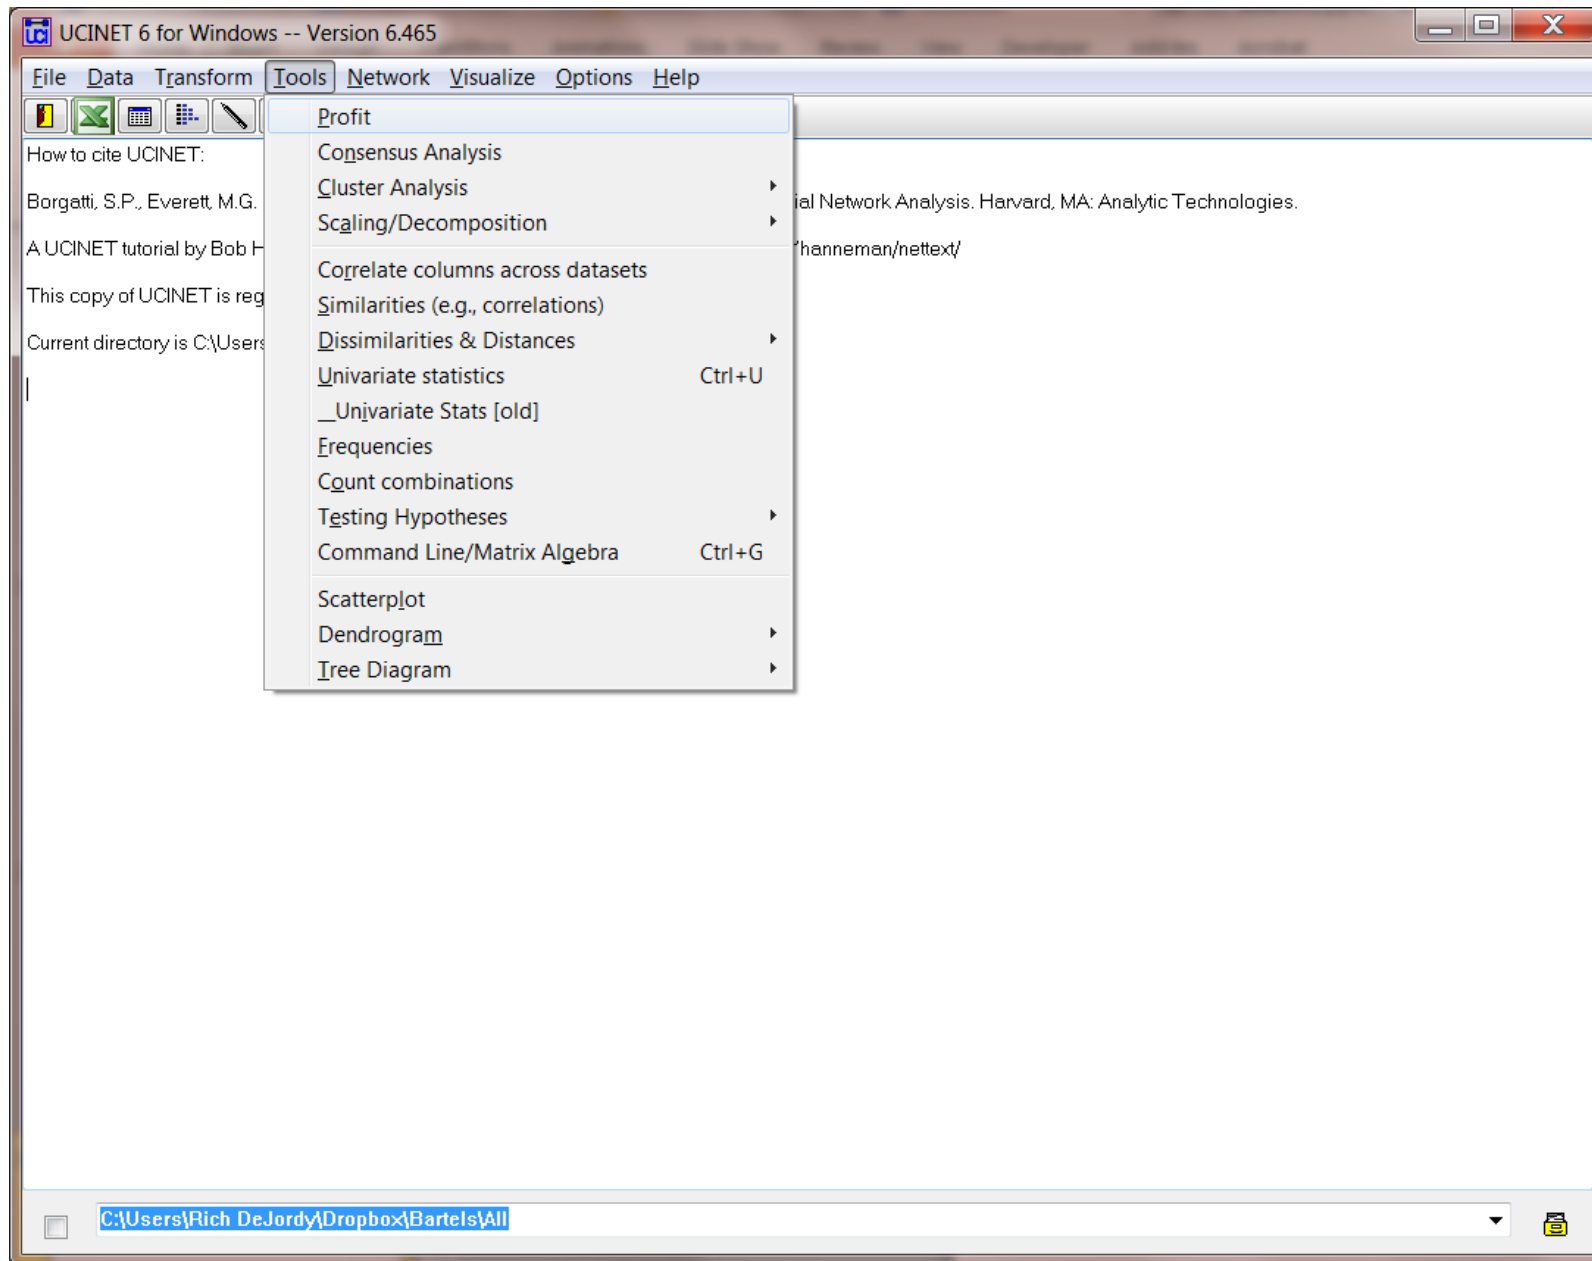 UCINET 6 for Windows -- Version 6.465
File Data Transform Tools Network Visualize Options Help
Profit
Consensus Analysis
Cluster Analysis
Scaling/Decomposition
Correlate columns across datasets
Similarities (e.g., correlations)
Dissimilarities & Distances
Univariate statistics Ctrl+U
__Univariate Stats [old]
Frequencies
Count combinations
Testing Hypotheses
Command Line/Matrix Algebra Ctrl+G
Scatterplot
Dendrogram
Tree Diagram
How to cite UCINET:
Borgatti, S.P., Everett, M.G. ial Network Analysis. Harvard, MA: Analytic Technologies.
A UCINET tutorial by Bob H hanneman/nettext/
This copy of UCINET is reg
Current directory is C:\Users
C:\Users\Rich DeJordy\Dropbox\Bartels\All